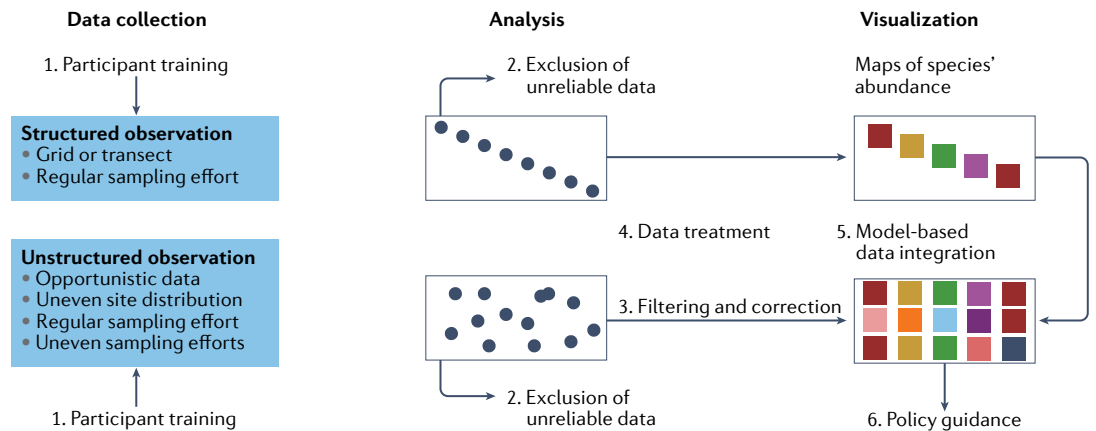 Data collection
Analysis
Visualization
1. Participant training
Structured observation
• Grid or transect
• Regular sampling effort
Unstructured observation
• Opportunistic data
• Uneven site distribution
• Regular sampling effort
• Uneven sampling efforts
1. Participant training
2. Exclusion of
unreliable data
4. Data treatment
3. Filtering and correction
2. Exclusion of
unreliable data
Maps of species’
abundance
5. Model-based
data integration
6. Policy guidance